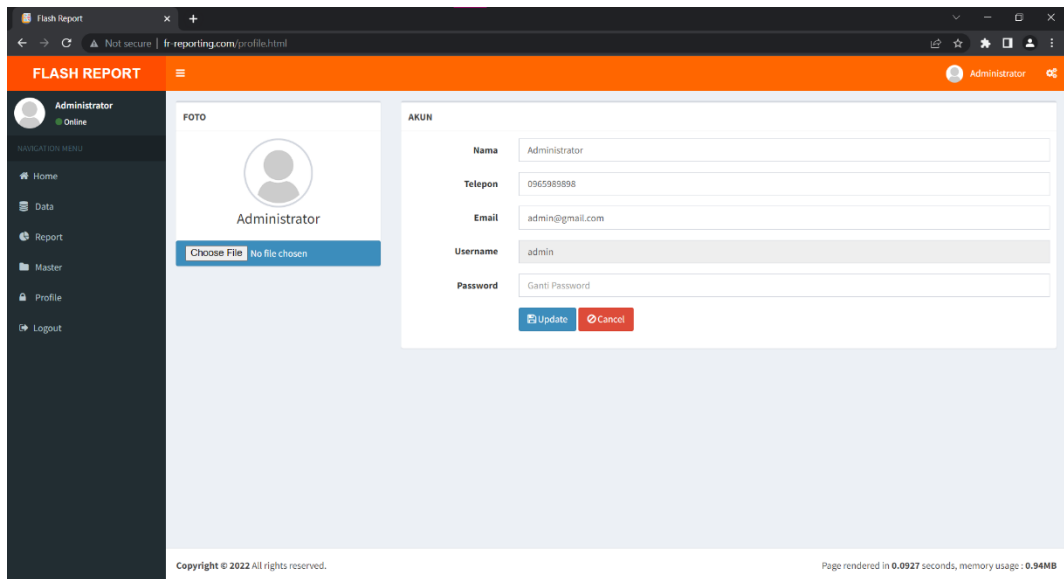 Flash Report
Not secure | fr-reporting.com/profile.html
FLASH REPORT
Administrator
Administrator
Online
NAVIGATION MENU
Home
Data
Report
Master
Profile
Logout
FOTO
Administrator
Choose File No file chosen
AKUN
Nama Administrator
Telepon 0965989898
Email admin@gmail.com
Username admin
Password Ganti Password
Update Cancel
Copyright © 2022 All rights reserved.
Page rendered in 0.0927 seconds, memory usage : 0.94MB